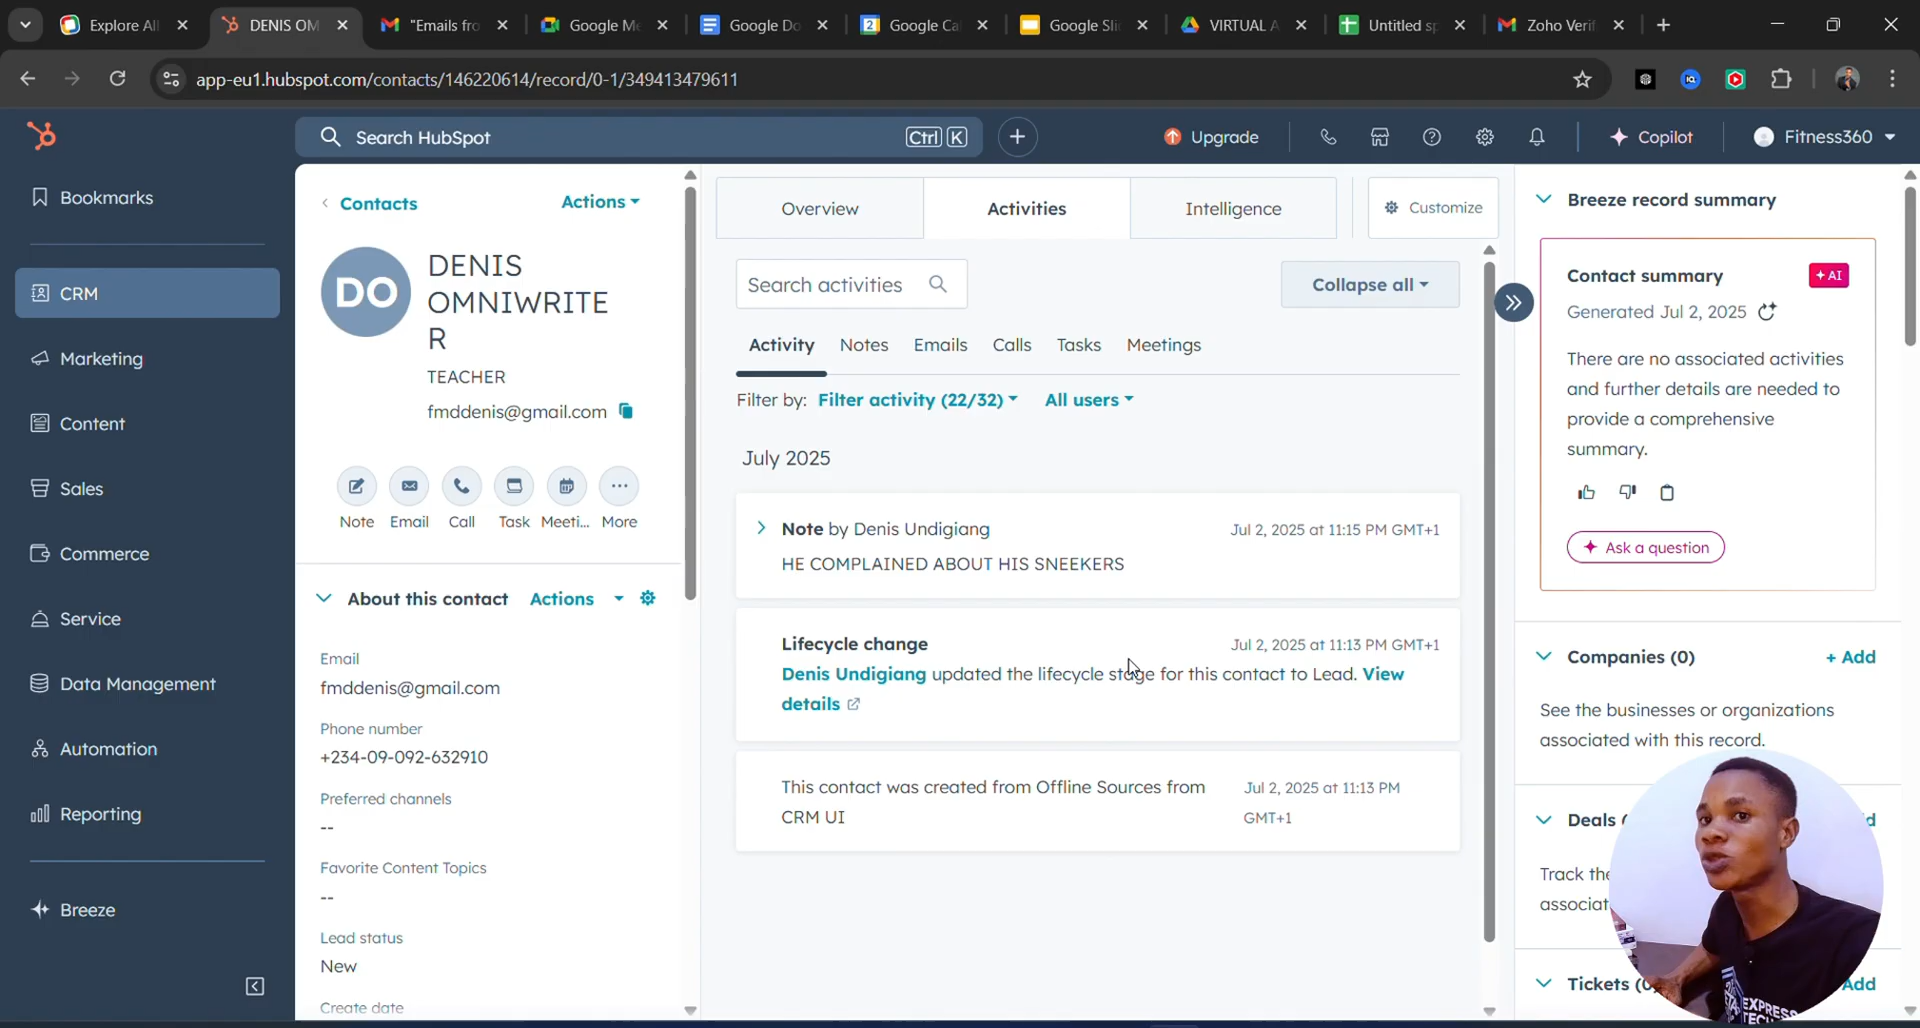 Explore All
DENIS OM
"Emails fro
Google Me
Google Do
Google Ca
Google Sli
VIRTUAL A
Untitled sp
Zoho Verif
app-eu1.hubspot.com/contacts/146220614/record/0-1/349413479611
Search HubSpot
Ctrl K
Upgrade
Copilot
Fitness360
Bookmarks
CRM
Marketing
Content
Sales
Commerce
Service
Data Management
Automation
Reporting
Breeze
Contacts
Actions
DO
DENIS
OMNIWRITE
R
TEACHER
fmddenis@gmail.com
Note Email Call Task Meeti... More
About this contact Actions
Email
fmddenis@gmail.com
Phone number
+234-09-092-632910
Preferred channels
--
Favorite Content Topics
--
Lead status
New
Create date
Overview
Activities
Intelligence
Customize
Search activities
Collapse all
Activity Notes Emails Calls Tasks Meetings
Filter by: Filter activity (22/32) All users
July 2025
Note by Denis Undigiang Jul 2, 2025 at 11:15 PM GMT+1
HE COMPLAINED ABOUT HIS SNEEKERS
Lifecycle change Jul 2, 2025 at 11:13 PM GMT+1
Denis Undigiang updated the lifecycle stage for this contact to Lead. View
details
This contact was created from Offline Sources from
CRM UI
Jul 2, 2025 at 11:13 PM
GMT+1
Breeze record summary
Contact summary
AI
Generated Jul 2, 2025
There are no associated activities
and further details are needed to
provide a comprehensive
summary.
Ask a question
Companies (0)
+ Add
See the businesses or organizations
associated with this record.
Deals (
d
Track the
associat
Tickets (0
Add
EXPRESS
TECH